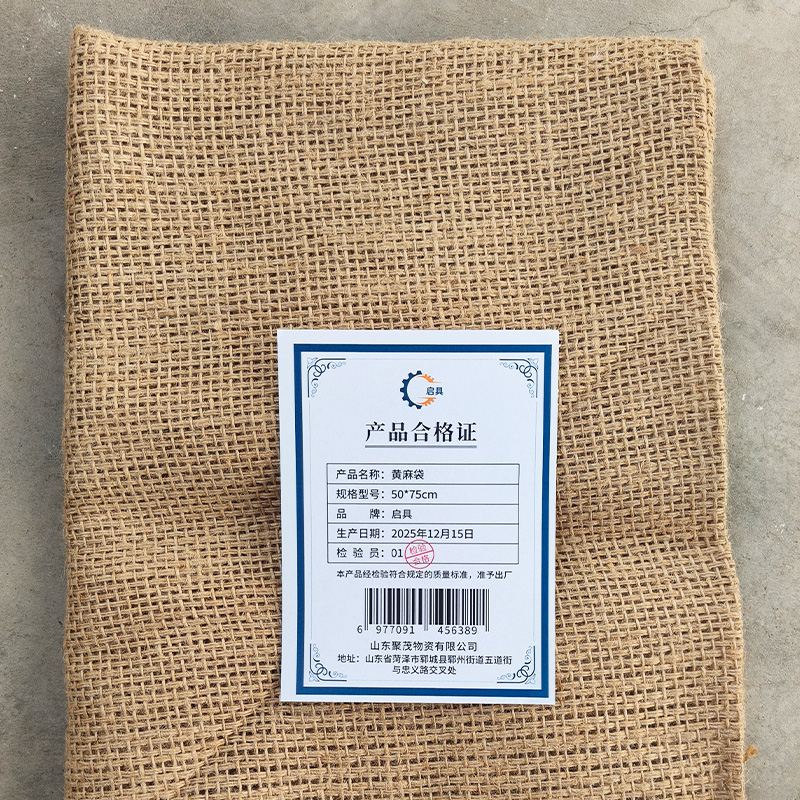 启具
产品合格证
产品名称：黄麻袋
规格型号：50*75cm
品　　牌：启具
生产日期：2025年12月15日
检 验 员：01
检验
合格
本产品经检验符合规定的质量标准，准予出厂
6 977091 456389
山东聚茂物资有限公司
地址：山东省菏泽市郓城县郓州街道五道街
与忠义路交叉处